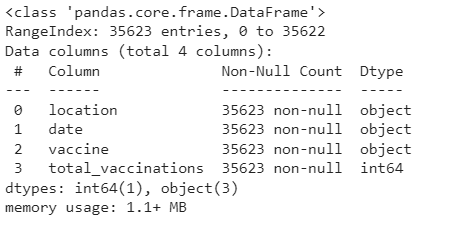 <class 'pandas.core.frame.DataFrame'>
RangeIndex: 35623 entries, 0 to 35622
Data columns (total 4 columns):
 #   Column              Non-Null Count  Dtype
---  ------              --------------  -----
 0   location            35623 non-null  object
 1   date                35623 non-null  object
 2   vaccine             35623 non-null  object
 3   total_vaccinations  35623 non-null  int64
dtypes: int64(1), object(3)
memory usage: 1.1+ MB